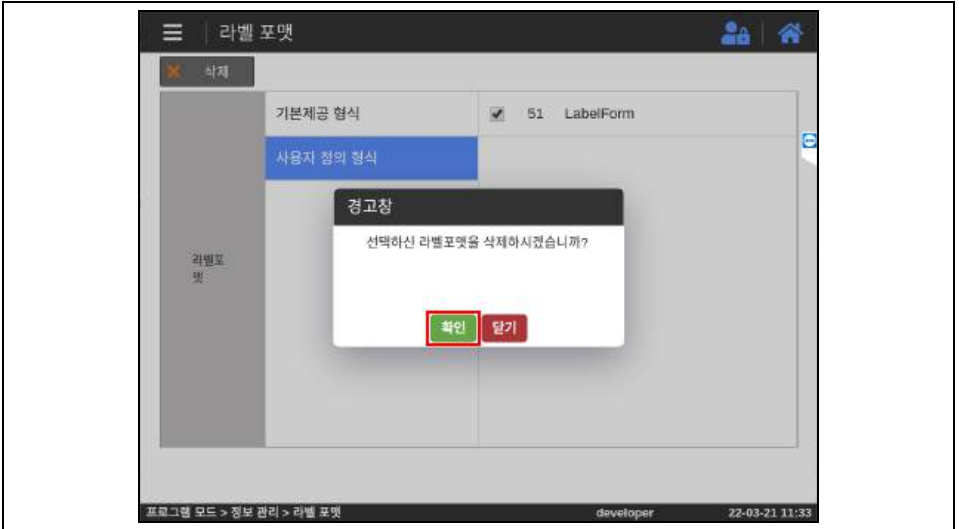 라벨 포맷
삭제
기본제공 형식
51 LabelForm
사용자 정의 형식
경고창
선택하신 라벨포맷을 삭제하시겠습니까?
라벨포
맷
확인 닫기
프로그램 모드 > 정보 관리 > 라벨 포맷 developer 22-03-21 11:33